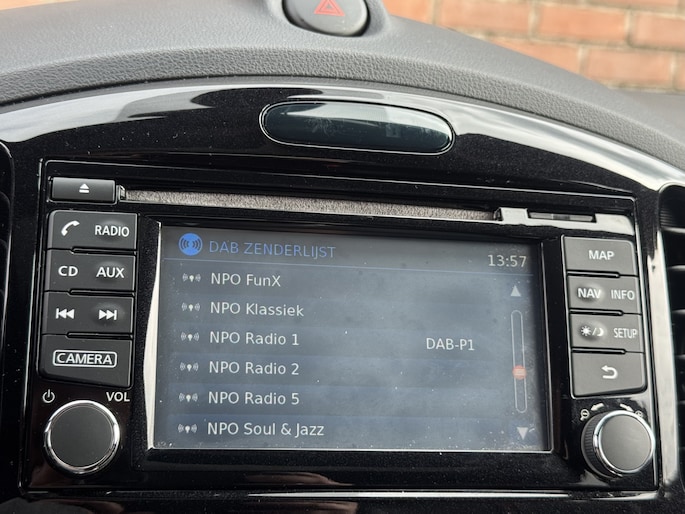 RADIO
CD AUX
CAMERA
VOL
DAB ZENDERLIJST
13:57
NPO FunX
NPO Klassiek
NPO Radio 1 DAB-P1
NPO Radio 2
NPO Radio 5
NPO Soul & Jazz
MAP
NAV INFO
SETUP